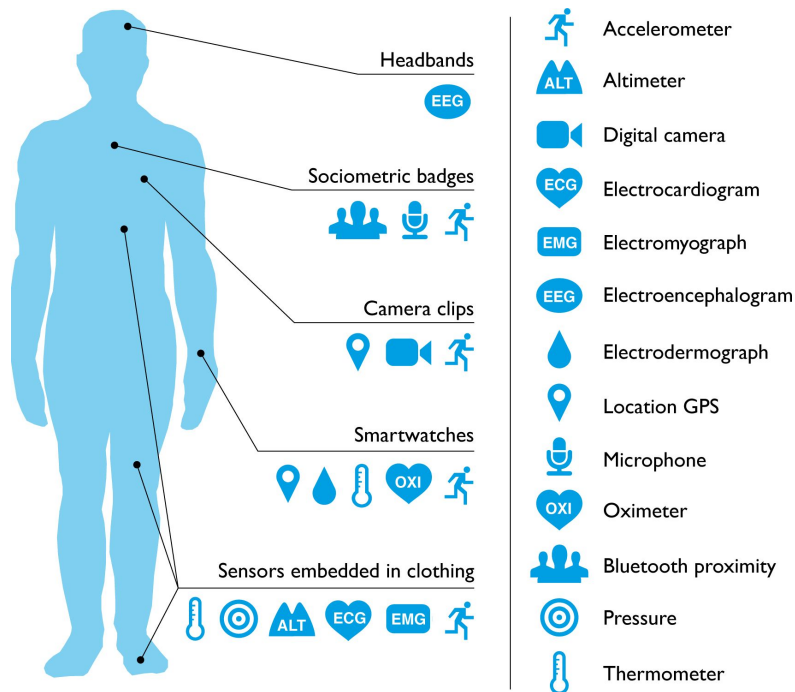 Headbands
EEG
Sociometric badges
Camera clips
Smartwatches
OXI
Sensors embedded in clothing
ALT
ECG
EMG
Accelerometer
ALT
Altimeter
Digital camera
ECG
Electrocardiogram
EMG
Electromyograph
EEG
Electroencephalogram
Electrodermograph
Location GPS
Microphone
OXI
Oximeter
Bluetooth proximity
Pressure
Thermometer